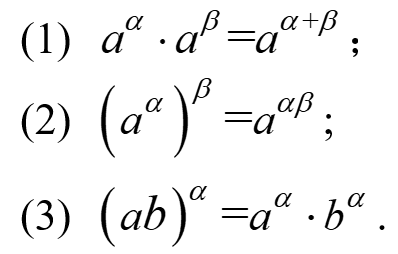 (1) a^α · a^β = a^{α+β} ;
(2) (a^α)^β = a^{αβ} ;
(3) (ab)^α = a^α · b^α .